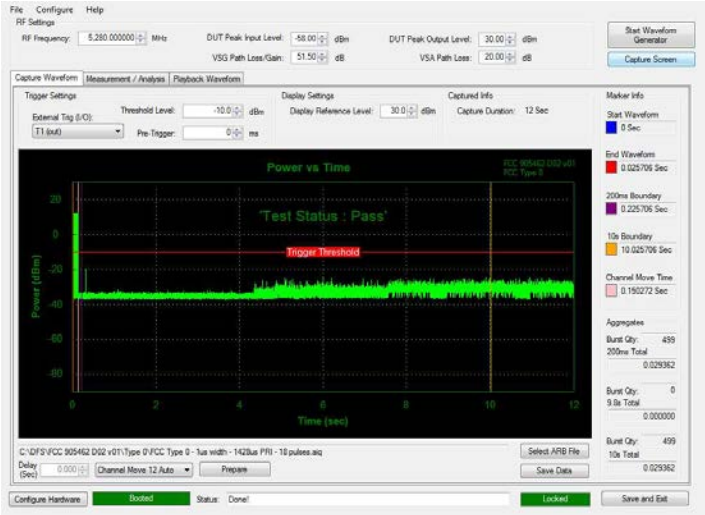 File Configure Help
RF Settings
RF Frequency: 5,280.000000 MHz DUT Peak Input Level: -58.00 dBm DUT Peak Output Level: 30.00 dBm
VSG Path Loss/Gain: 51.50 dB VSA Path Loss: 20.00 dB
Start Waveform Generator
Capture Screen
Capture Waveform Measurement / Analysis Playback Waveform
Trigger Settings
External Trig (I/O): Threshold Level: -10.0 dBm
T1 (out) Pre-Trigger: 0 ms
Display Settings
Display Reference Level: 30.0 dBm
Captured Info
Capture Duration: 12 Sec
Marker Info
Start Waveform
0 Sec
End Waveform
0.025706 Sec
200ms Boundary
0.225706 Sec
10s Boundary
10.025706 Sec
Channel Move Time
0.150272 Sec
Aggregates
Burst Qty: 499
200ms Total
0.029362
Burst Qty: 0
9.8s Total
0.000000
Burst Qty: 499
10s Total
0.029362
Power vs Time
FCC 905462 D02 v01
FCC Type 0
'Test Status : Pass'
Trigger Threshold
Power (dBm)
20
0
-20
-40
-60
-80
0 2 4 6 8 10 12
Time (sec)
C:\DFS\FCC 905462 D02 v01\Type 0\FCC Type 0 - 1us width - 1428us PRI - 18 pulses.aiq
Select ARB File
Delay (Sec) 0.000 Channel Move 12 Auto Prepare
Save Data
Configure Hardware Booted Status: Done! Locked Save and Exit